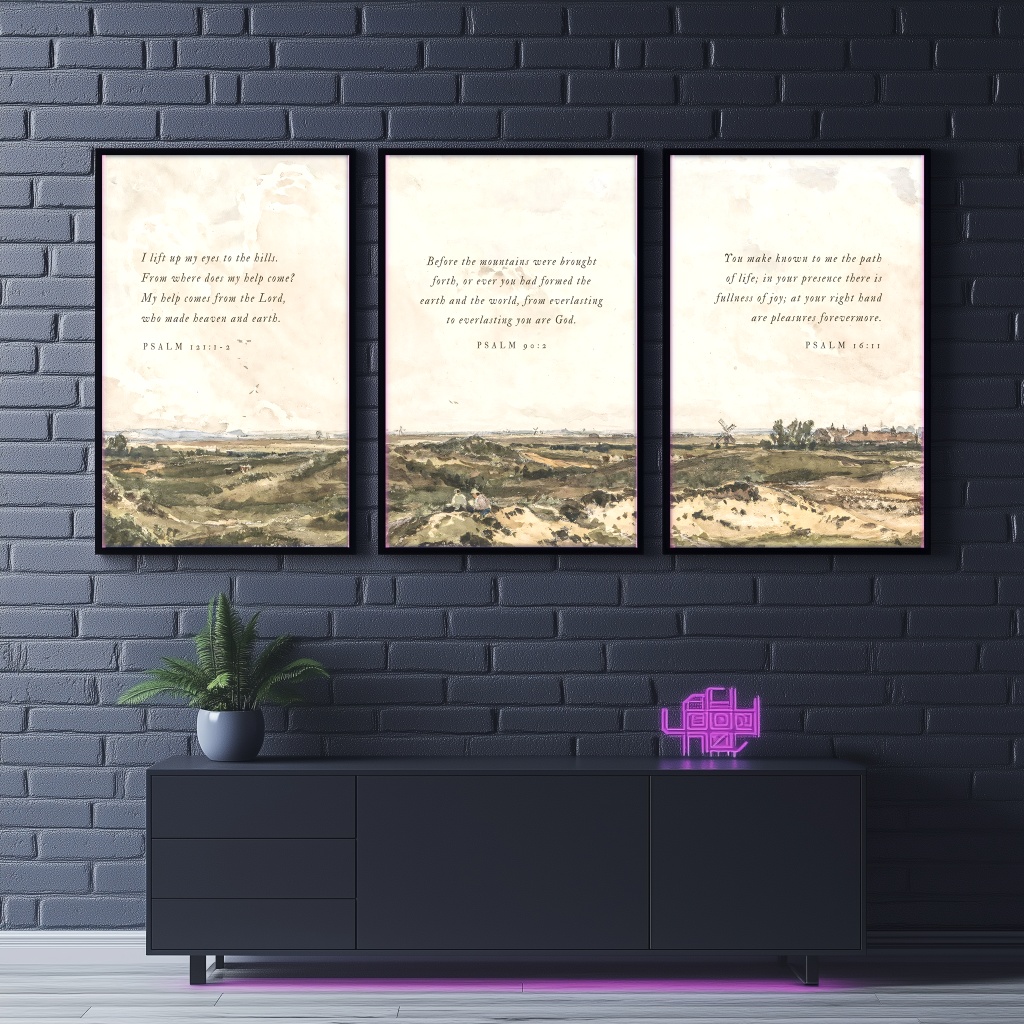 I lift up my eyes to the hills.
From where does my help come?
My help comes from the Lord,
who made heaven and earth.
PSALM 121:1-2
Before the mountains were brought
forth, or ever you had formed the
earth and the world, from everlasting
to everlasting you are God.
PSALM 90:2
You make known to me the path
of life; in your presence there is
fullness of joy; at your right hand
are pleasures forevermore.
PSALM 16:11